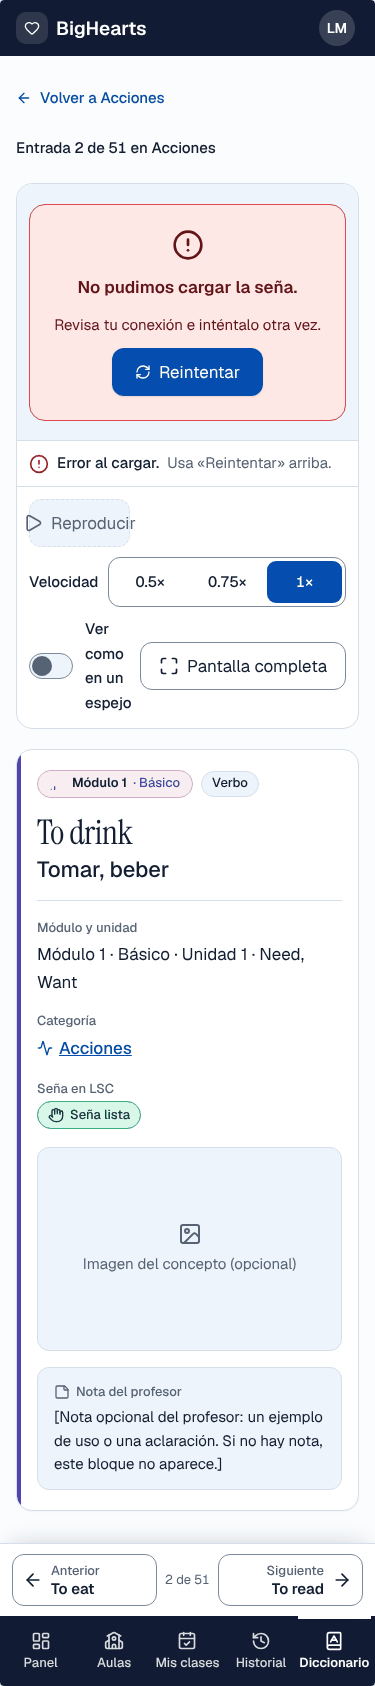 BigHearts
LM
Volver a Acciones
Entrada 2 de 51 en Acciones
No pudimos cargar la seña.
Revisa tu conexión e inténtalo otra vez.
Reintentar
Error al cargar. Usa «Reintentar» arriba.
Reproducir
Velocidad 0.5× 0.75× 1×
Ver
como
en un
espejo
Pantalla completa
Módulo 1 · Básico
Verbo
To drink
Tomar, beber
Módulo y unidad
Módulo 1 · Básico · Unidad 1 · Need,
Want
Categoría
Acciones
Seña en LSC
Seña lista
Imagen del concepto (opcional)
Nota del profesor
[Nota opcional del profesor: un ejemplo
de uso o una aclaración. Si no hay nota,
este bloque no aparece.]
Anterior
To eat
2 de 51
Siguiente
To read
Panel
Aulas
Mis clases
Historial
Diccionario